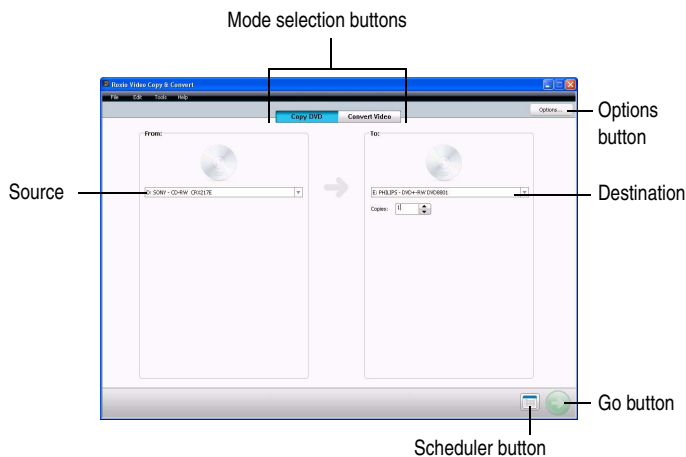 Mode selection buttons
Roxio Video Copy & Convert
File Edit Tools Help
Copy DVD Convert Video
Options...
Options button
From:
To:
Source
D: SONY - CD-RW CRX217E
E: PHILIPS - DVD+-RW DVD8801
Destination
Copies: 1
Go button
Scheduler button